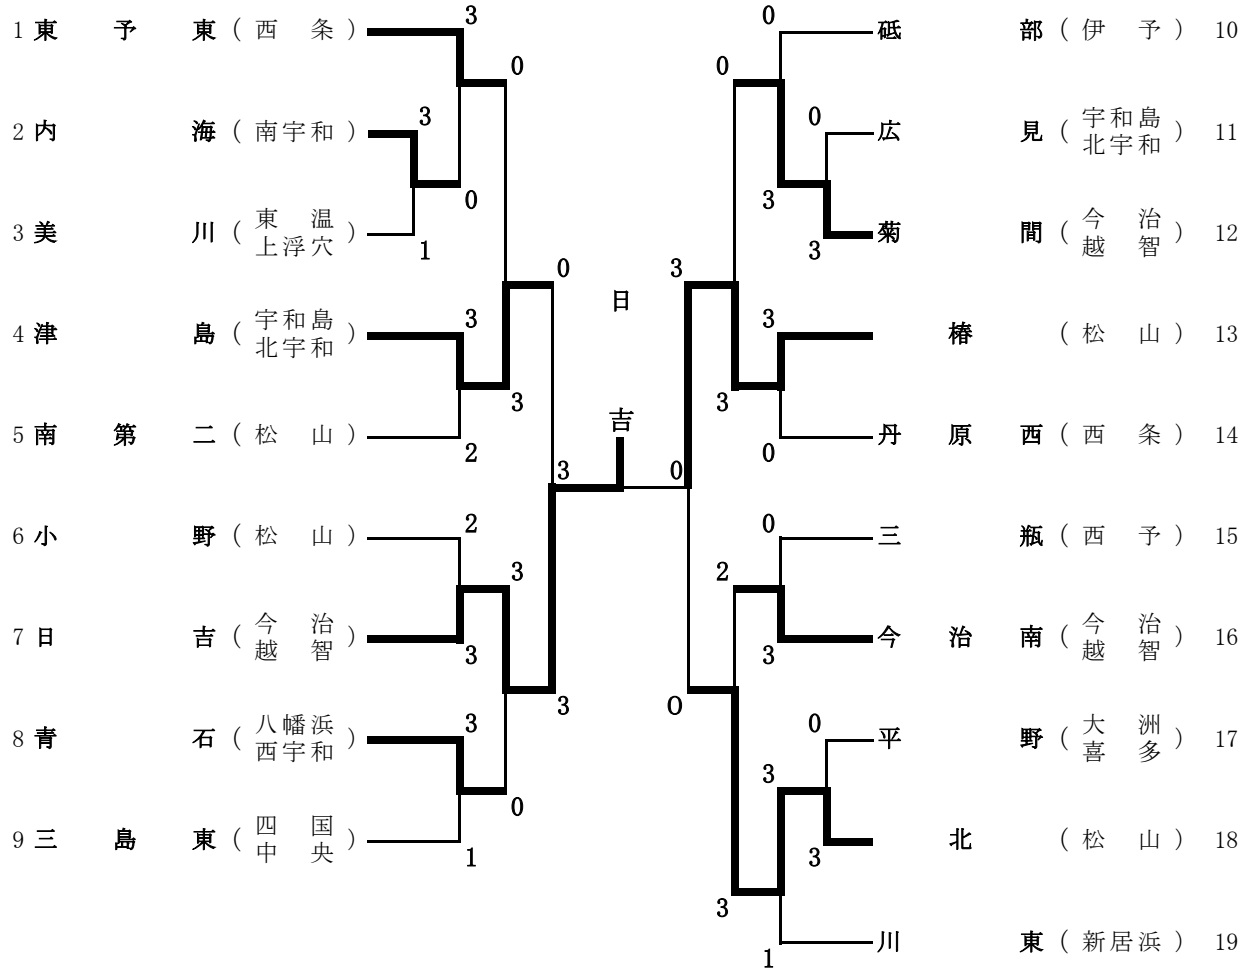 1 東予東 (西条) 3
0
2 内海 (南宇和) 3
0
3 美川 (東温 上浮穴) 1
0
4 津島 (宇和島 北宇和) 3
3
5 南第二 (松山) 2
3
6 小野 (松山) 2
3
7 日吉 (今治 越智) 3
3
8 青石 (八幡浜 西宇和) 3
0
9 三島東 (四国 中央) 1
日
吉
0 砥部 (伊予) 10
0
0 広見 (宇和島 北宇和) 11
3
3 菊間 (今治 越智) 12
3
3 椿 (松山) 13
3
0 丹原西 (西条) 14
0
0 三瓶 (西予) 15
2
3 今治南 (今治 越智) 16
0
0 平野 (大洲 喜多) 17
3
3 北 (松山) 18
3
1 川東 (新居浜) 19